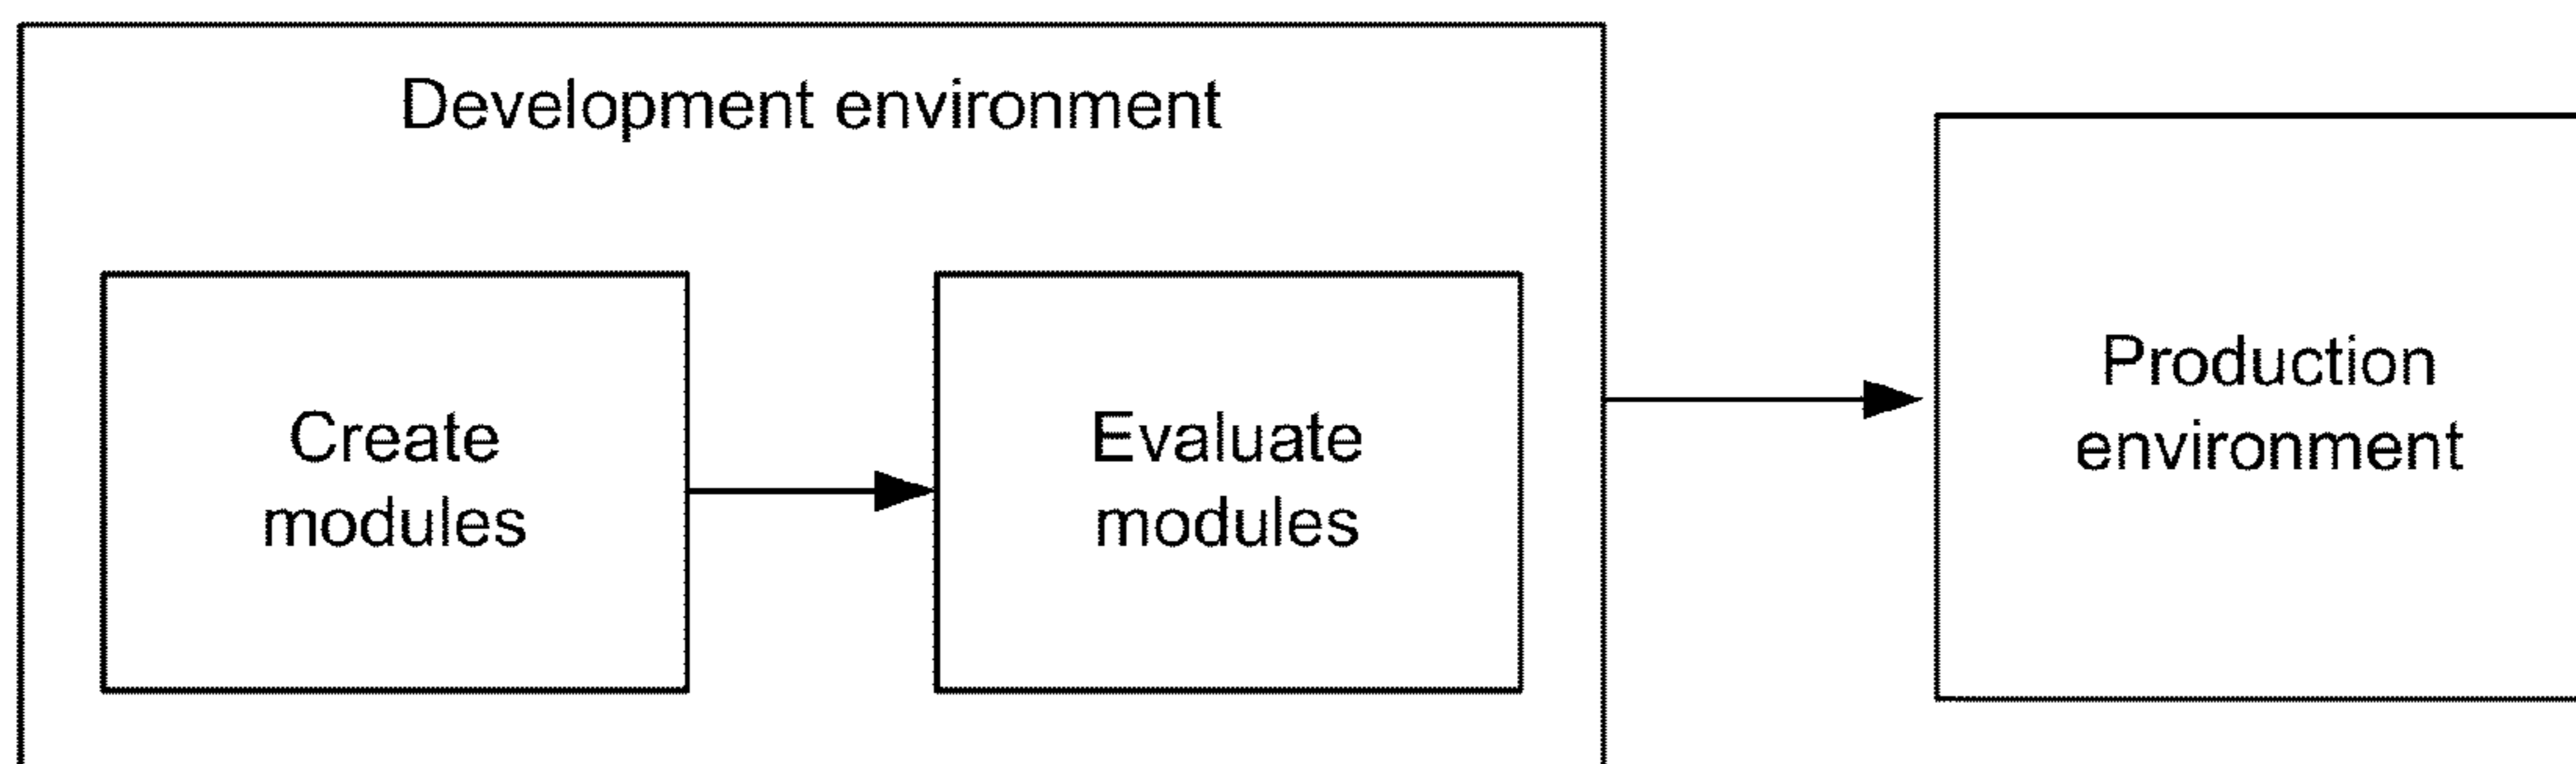 Development environment
Create
modules
Evaluate
modules
Production
environment